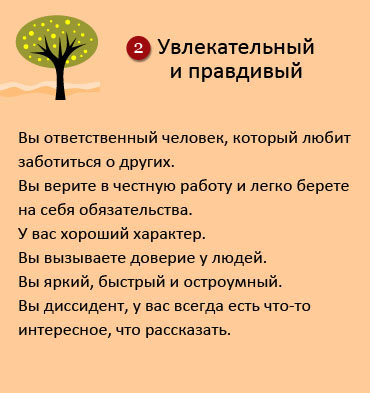 2 Увлекательный
и правдивый
Вы ответственный человек, который любит
заботиться о других.
Вы верите в честную работу и легко берете
на себя обязательства.
У вас хороший характер.
Вы вызываете доверие у людей.
Вы яркий, быстрый и остроумный.
Вы диссидент, у вас всегда есть что-то
интересное, что рассказать.